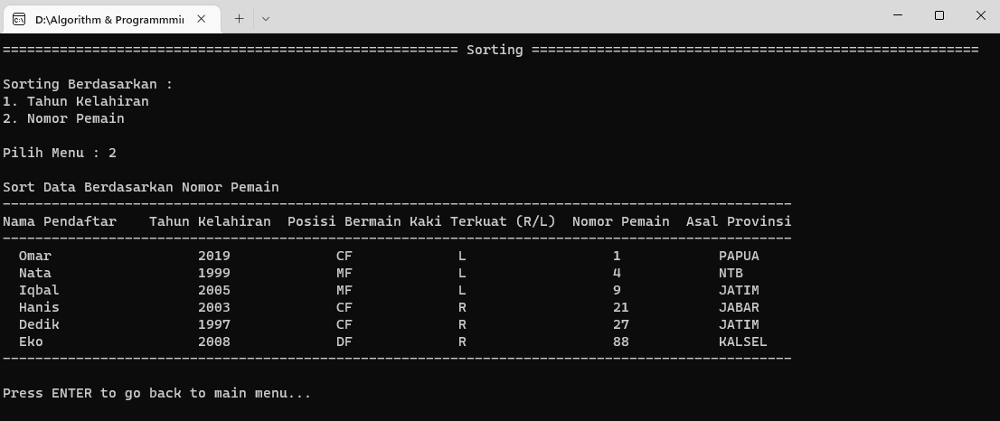 D:\Algorithm & Programmmir
==================================================== Sorting ====================================================
Sorting Berdasarkan :
1. Tahun Kelahiran
2. Nomor Pemain
Pilih Menu : 2
Sort Data Berdasarkan Nomor Pemain
-------------------------------------------------------------------------------------------------
Nama Pendaftar    Tahun Kelahiran  Posisi Bermain Kaki Terkuat (R/L)  Nomor Pemain  Asal Provinsi
-------------------------------------------------------------------------------------------------
Omar                  2019             CF             L                  1            PAPUA
Nata                  1999             MF             L                  4            NTB
Iqbal                 2005             MF             L                  9            JATIM
Hanis                 2003             CF             R                  21           JABAR
Dedik                 1997             CF             R                  27           JATIM
Eko                   2008             DF             R                  88           KALSEL
-------------------------------------------------------------------------------------------------
Press ENTER to go back to main menu...